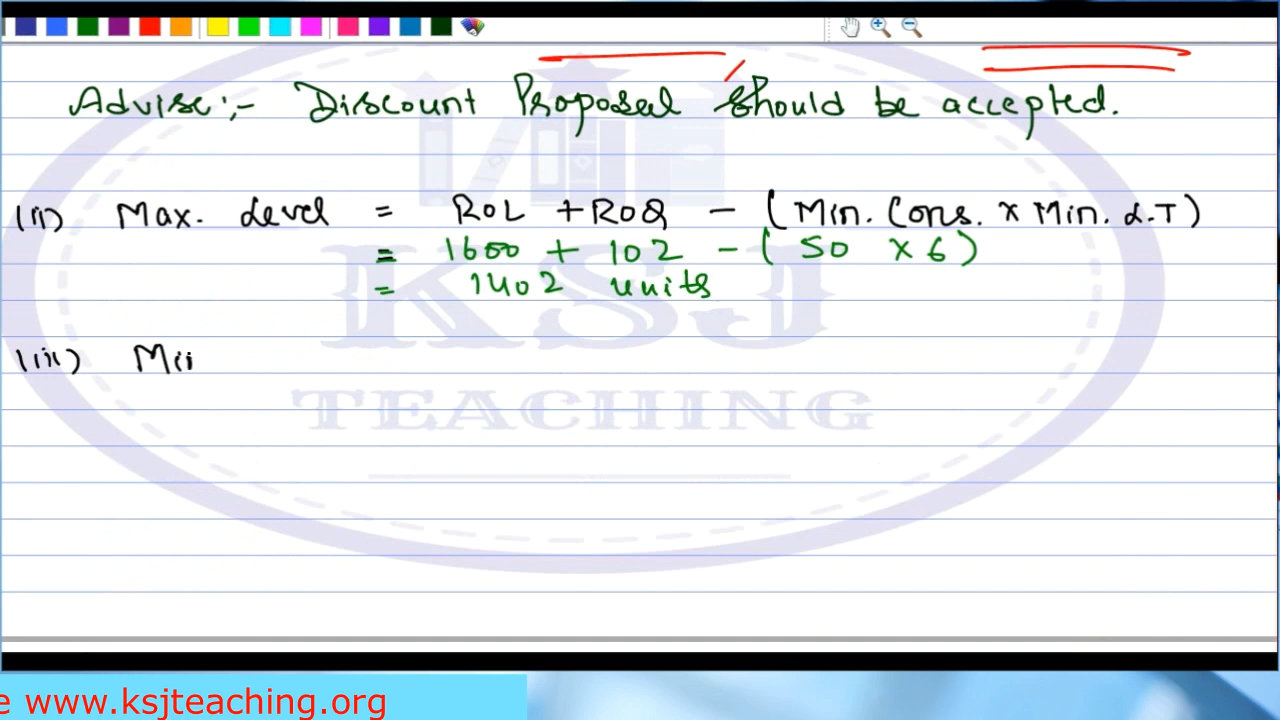 Advise:- Discount Proposal should be accepted.
(ii) Max. Level = ROL + ROQ - (Min. Cons. x Min. L.T)
= 1600 + 102 - (50 x 6)
= 1402 units
(iii) Mii
KSJ
TEACHING
e www.ksjteaching.org